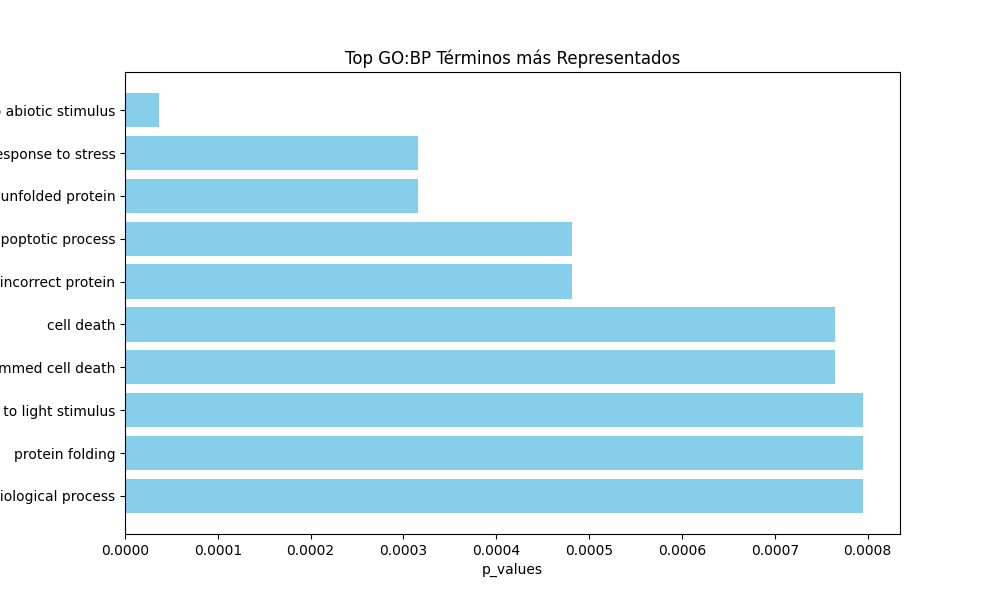 Top GO:BP Términos más Representados
abiotic stimulus
esponse to stress
unfolded protein
poptotic process
incorrect protein
cell death
mmed cell death
to light stimulus
protein folding
iological process
0.0000 0.0001 0.0002 0.0003 0.0004 0.0005 0.0006 0.0007 0.0008
p_values